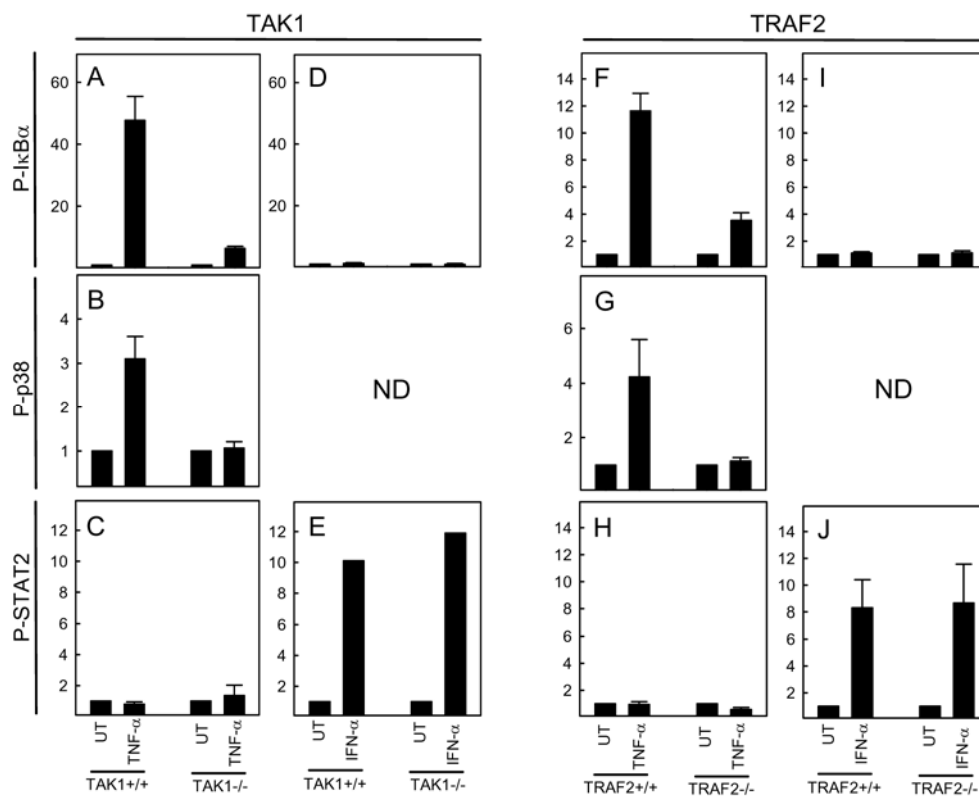 TAK1
TRAF2
P-IκBα
A
60
40
20
D
60
40
20
F
14
12
10
8
6
4
2
I
14
12
10
8
6
4
2
P-p38
B
4
3
2
1
ND
G
6
4
2
ND
P-STAT2
C
12
10
8
6
4
2
E
12
10
8
6
4
2
H
14
12
10
8
6
4
2
J
14
12
10
8
6
4
2
UT TNF-α UT TNF-α
TAK1+/+ TAK1-/-
UT IFN-α UT IFN-α
TAK1+/+ TAK1-/-
UT TNF-α UT TNF-α
TRAF2+/+ TRAF2-/-
UT IFN-α UT IFN-α
TRAF2+/+ TRAF2-/-